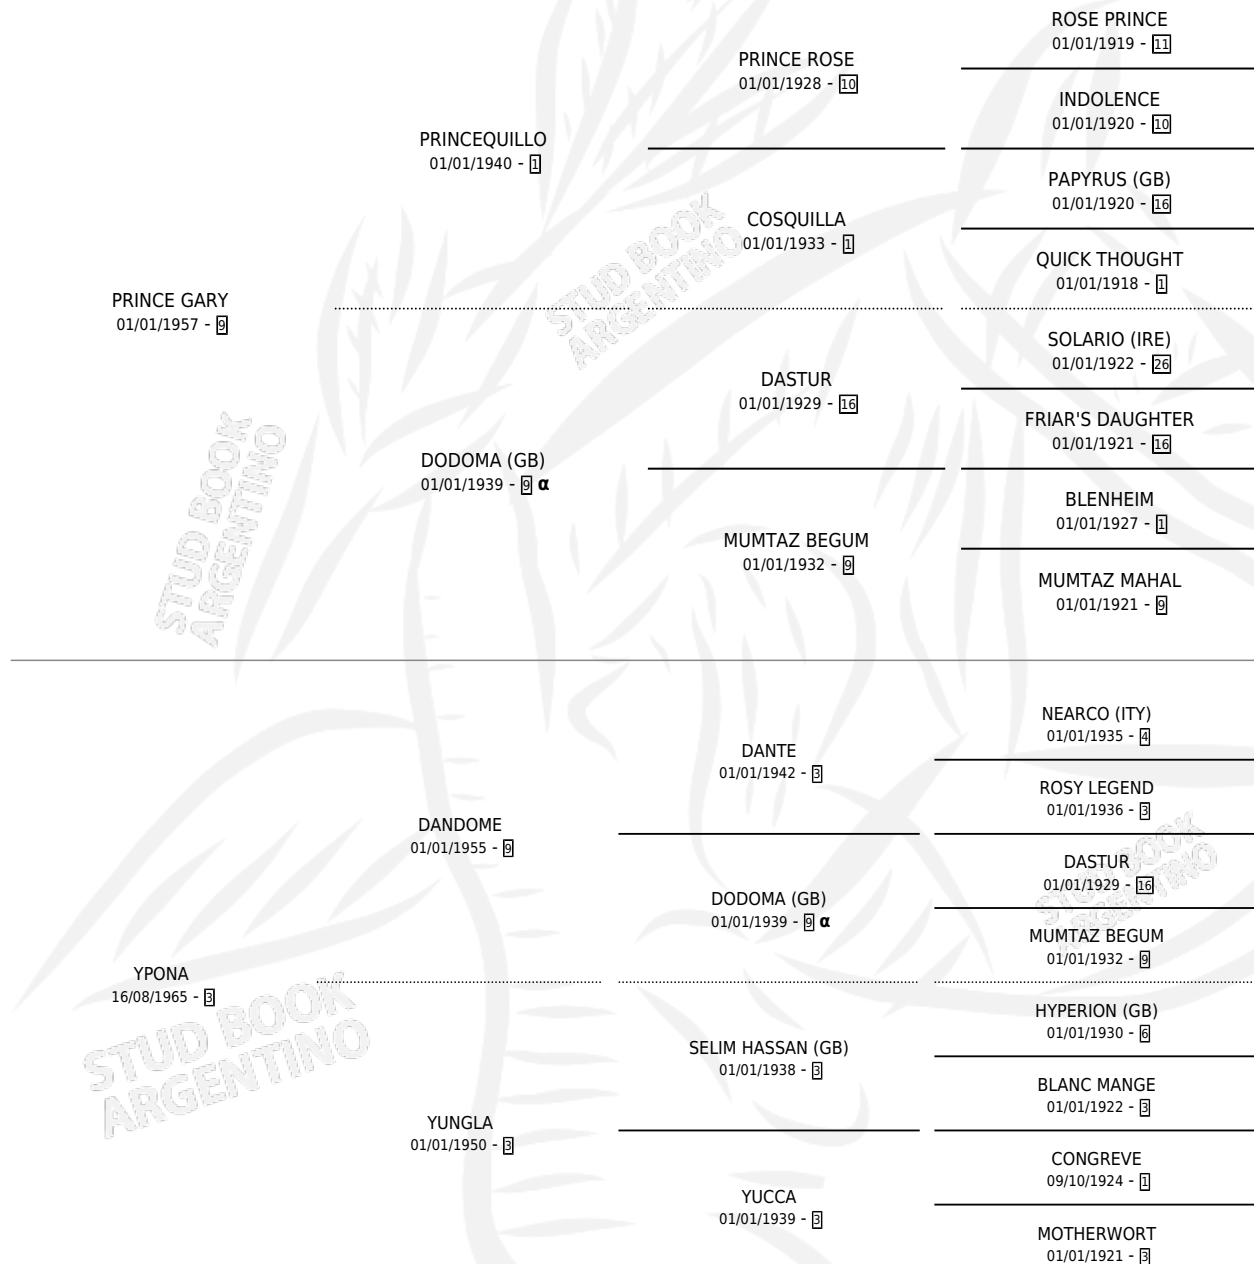 ROSE PRINCE
01/01/1919 - 11
PRINCE ROSE
01/01/1928 - 10
INDOLENCE
01/01/1920 - 10
PRINCEQUILLO
01/01/1940 - 1
PAPYRUS (GB)
01/01/1920 - 16
COSQUILLA
01/01/1933 - 1
QUICK THOUGHT
01/01/1918 - 1
PRINCE GARY
01/01/1957 - 9
SOLARIO (IRE)
01/01/1922 - 26
DASTUR
01/01/1929 - 16
FRIAR'S DAUGHTER
01/01/1921 - 16
DODOMA (GB)
01/01/1939 - 9 α
BLENHEIM
01/01/1927 - 1
MUMTAZ BEGUM
01/01/1932 - 9
MUMTAZ MAHAL
01/01/1921 - 9
NEARCO (ITY)
01/01/1935 - 4
DANTE
01/01/1942 - 3
ROSY LEGEND
01/01/1936 - 3
DANDOME
01/01/1955 - 9
DASTUR
01/01/1929 - 16
DODOMA (GB)
01/01/1939 - 9 α
MUMTAZ BEGUM
01/01/1932 - 9
YPONA
16/08/1965 - 3
HYPERION (GB)
01/01/1930 - 6
SELIM HASSAN (GB)
01/01/1938 - 3
BLANC MANGE
01/01/1922 - 3
YUNGLA
01/01/1950 - 3
CONGREVE
09/10/1924 - 1
YUCCA
01/01/1939 - 3
MOTHERWORT
01/01/1921 - 3
STUD BOOK
ARGENTINO
STUD BOOK
ARGENTINO
STUD BOOK
ARGENTINO
STUD BOOK
ARGENTINO